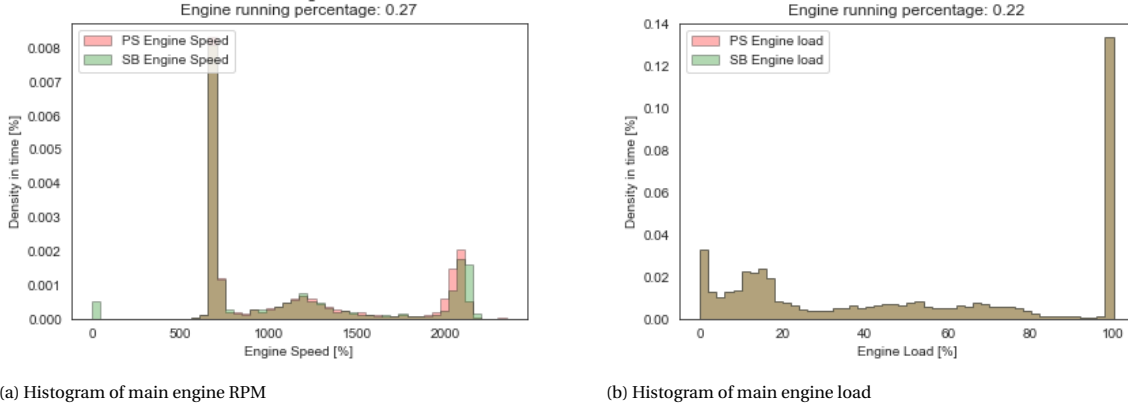 Engine running percentage: 0.27
PS Engine Speed
SB Engine Speed
0.008
0.007
0.006
0.005
0.004
0.003
0.002
0.001
0.000
Density in time [%]
0
500
1000
1500
2000
Engine Speed [%]
(a) Histogram of main engine RPM
Engine running percentage: 0.22
PS Engine load
SB Engine load
0.14
0.12
0.10
0.08
0.06
0.04
0.02
0.00
Density in time [%]
0
20
40
60
80
100
Engine Load [%]
(b) Histogram of main engine load